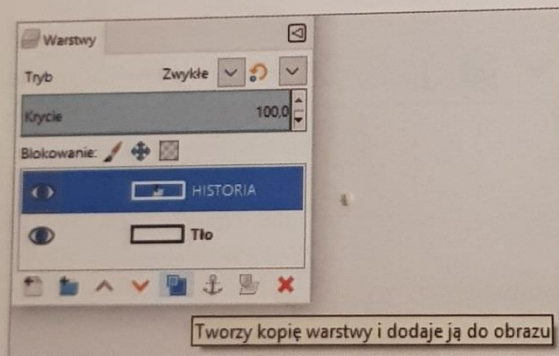 Warstwy
Tryb Zwykłe
Krycie 100,0
Blokowanie:
HISTORIA
Tło
Tworzy kopię warstwy i dodaje ją do obrazu